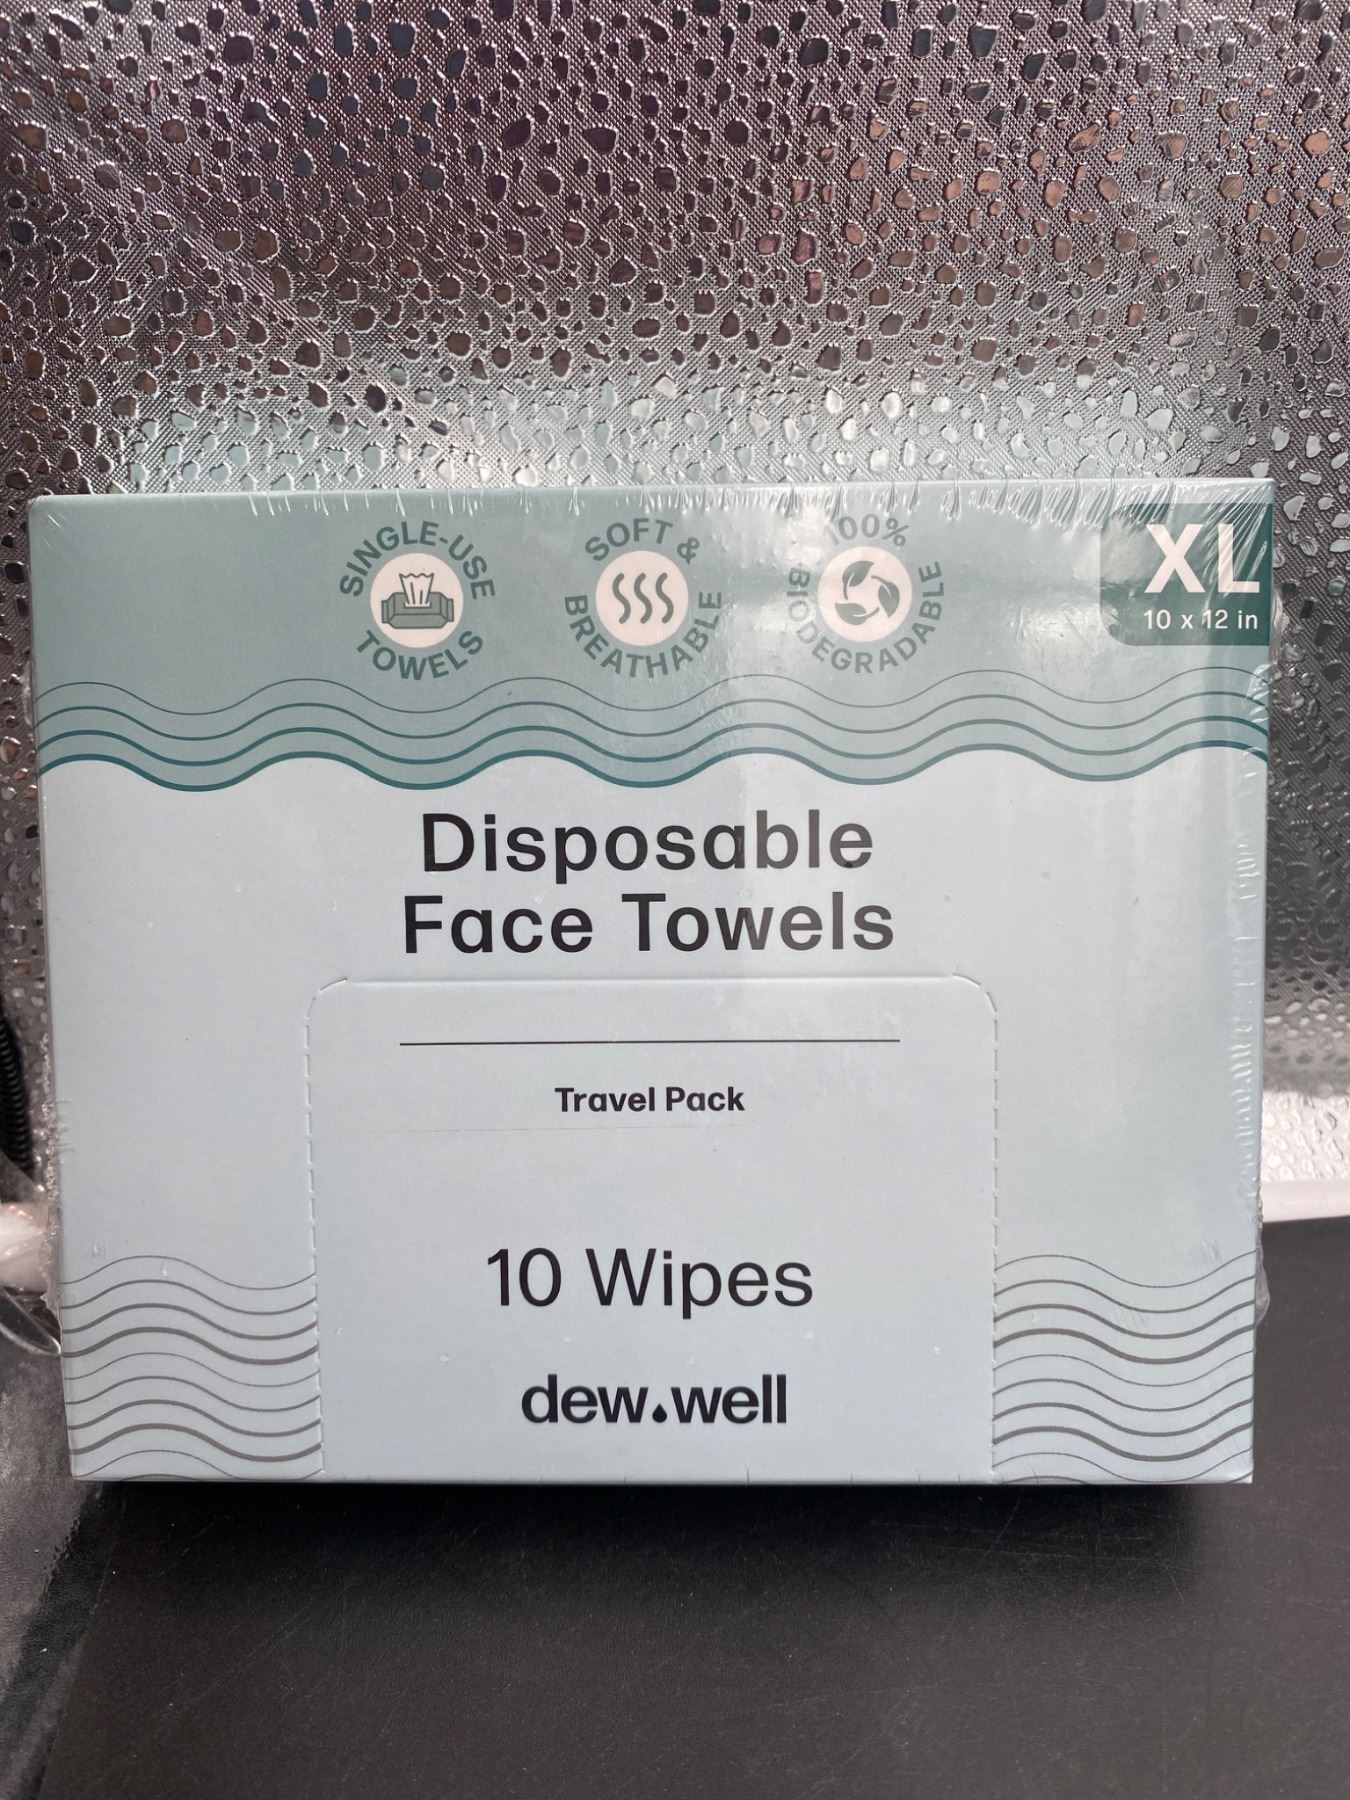 SINGLE-USE TOWELS
SOFT & BREATHABLE
100% BIODEGRADABLE
XL
10 x 12 in
Disposable
Face Towels
Travel Pack
10 Wipes
dew.well